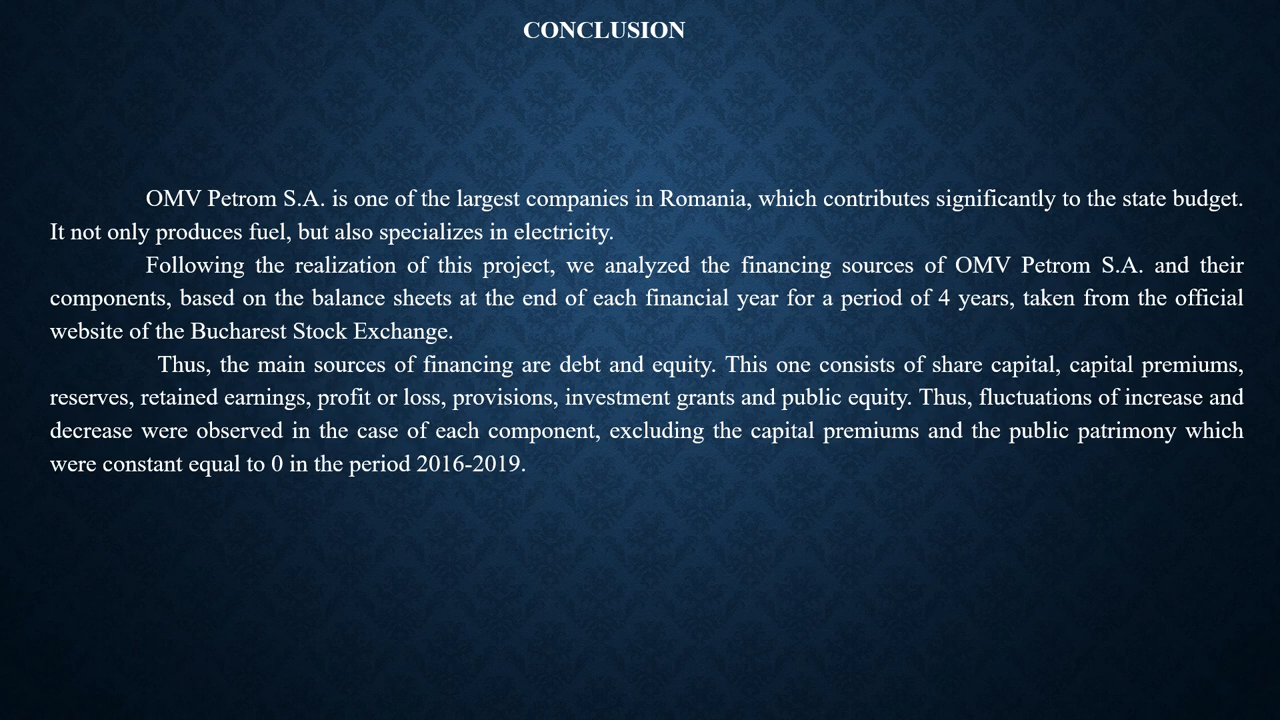 CONCLUSION
OMV Petrom S.A. is one of the largest companies in Romania, which contributes significantly to the state budget.
It not only produces fuel, but also specializes in electricity.
Following the realization of this project, we analyzed the financing sources of OMV Petrom S.A. and their
components, based on the balance sheets at the end of each financial year for a period of 4 years, taken from the official
website of the Bucharest Stock Exchange.
Thus, the main sources of financing are debt and equity. This one consists of share capital, capital premiums,
reserves, retained earnings, profit or loss, provisions, investment grants and public equity. Thus, fluctuations of increase and
decrease were observed in the case of each component, excluding the capital premiums and the public patrimony which
were constant equal to 0 in the period 2016-2019.